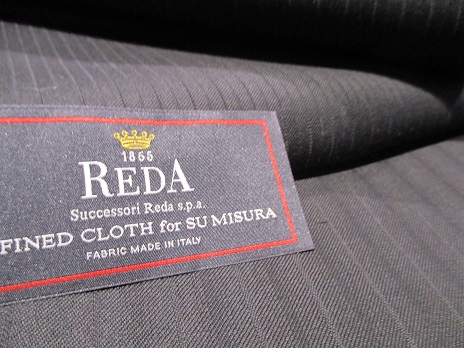 1865
REDA
Successori Reda s.p.a.
FINED CLOTH for SU MISURA
FABRIC MADE IN ITALY